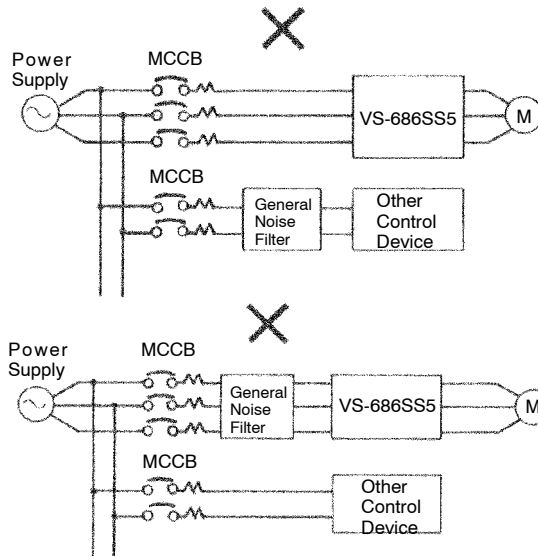 MCCB
Power
Supply
VS-686SS5
M
MCCB
General
Noise
Filter
Other
Control
Device
Power
Supply
MCCB
General
Noise
Filter
VS-686SS5
M
MCCB
Other
Control
Device